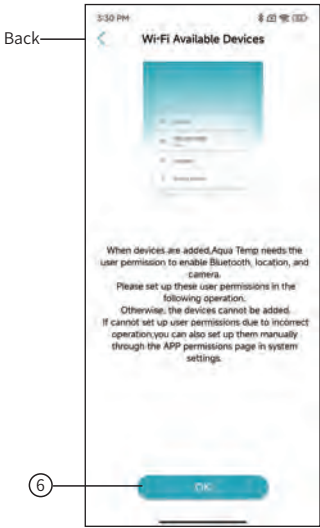 3:30 PM
Back
Wi-Fi Available Devices
When devices are added,Aqua Temp needs the
user permission to enable Bluetooth, location, and
camera.
Please set up these user permissions in the
following operation.
Otherwise, the devices cannot be added.
If cannot set up user permissions due to incorrect
operation,you can also set up them manually
through the APP permissions page in system
settings.
6
OK